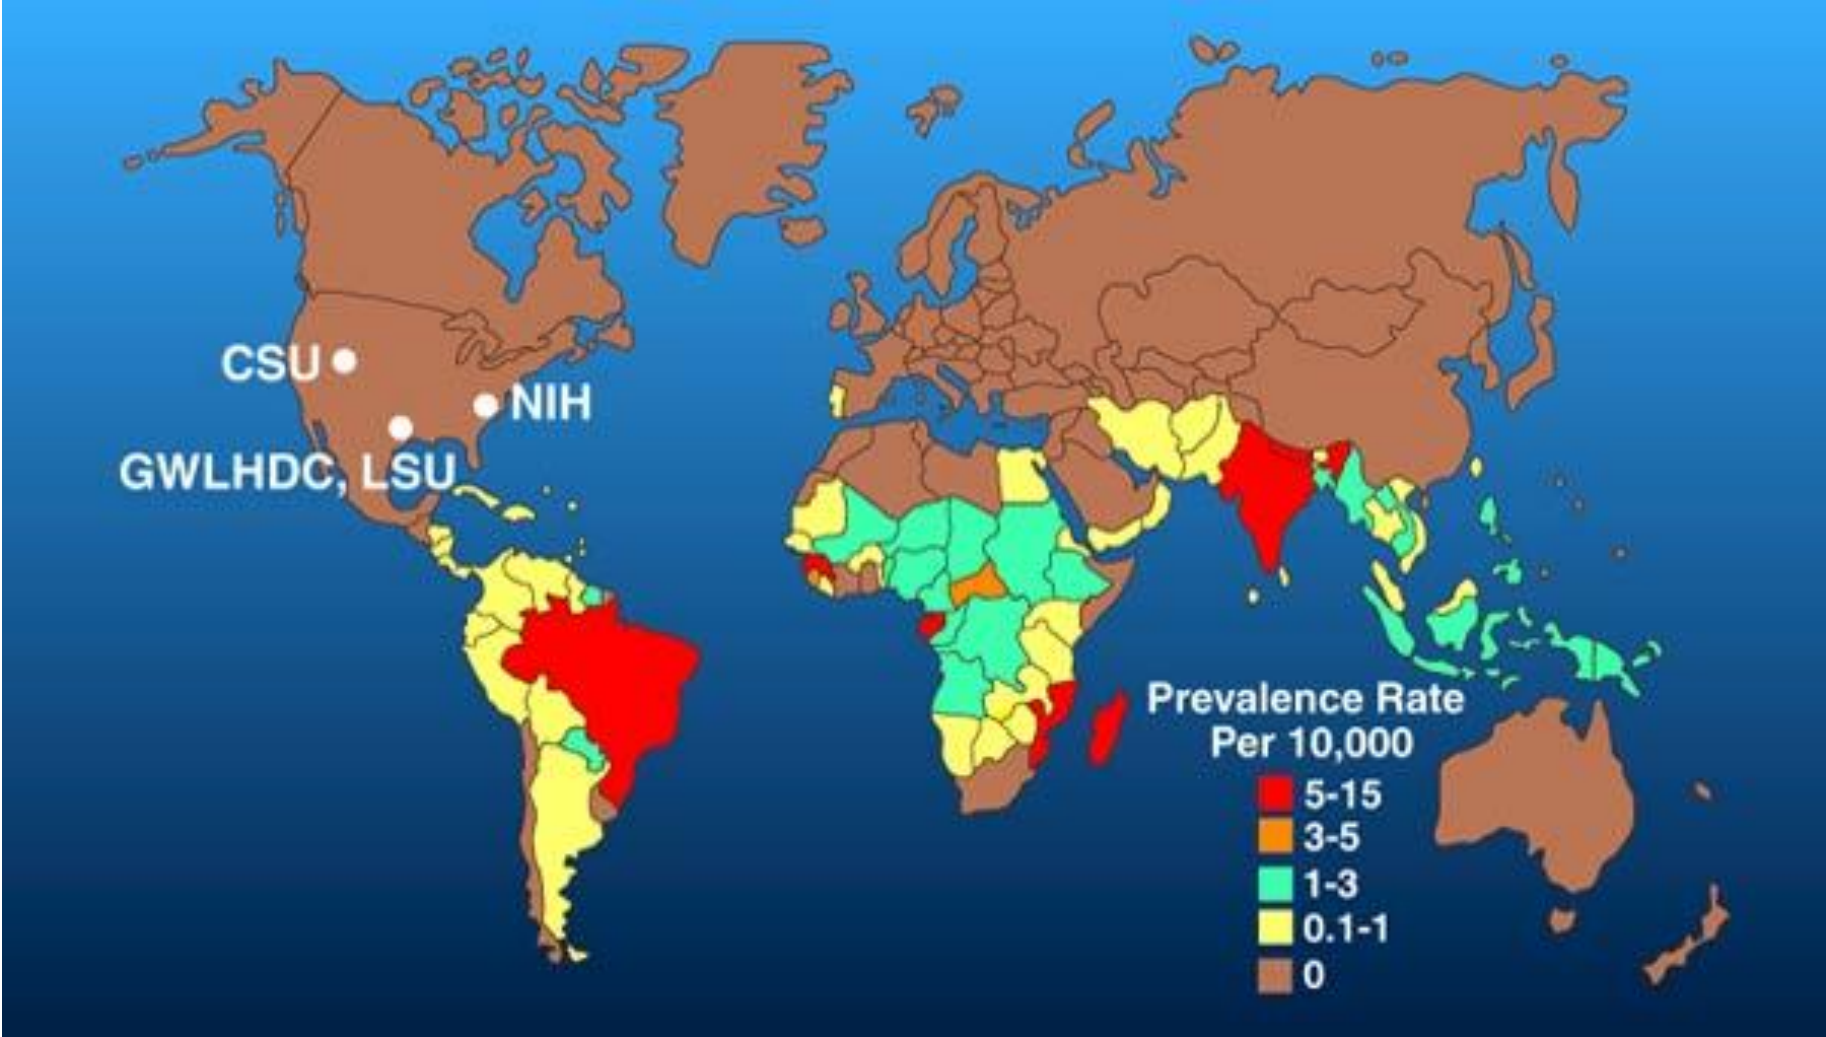 CSU
NIH
GWLHDC, LSU
Prevalence Rate
Per 10,000
5-15
3-5
1-3
0.1-1
0